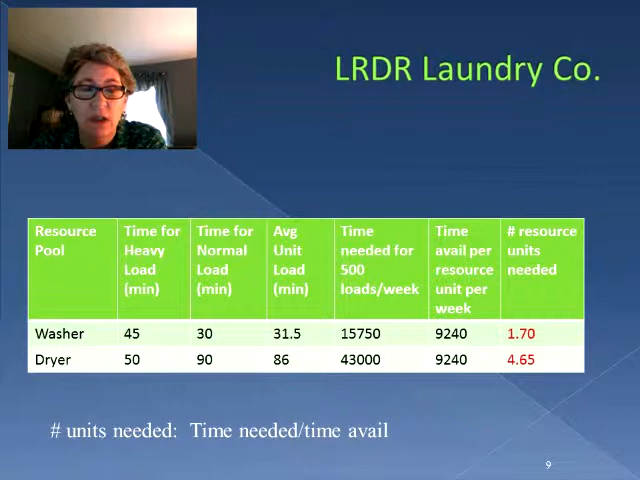 LRDR Laundry Co.
Resource Pool Time for Heavy Load (min) Time for Normal Load (min) Avg Unit Load (min) Time needed for 500 loads/week Time avail per resource unit per week # resource units needed
Washer 45 30 31.5 15750 9240 1.70
Dryer 50 90 86 43000 9240 4.65
# units needed: Time needed/time avail
9